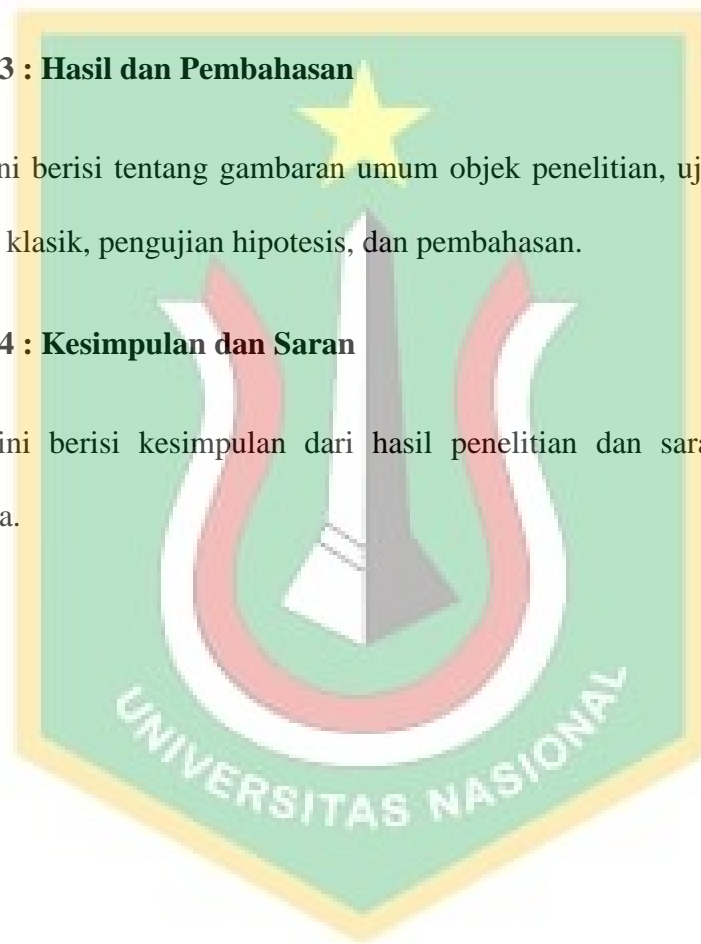 3 : Hasil dan Pembahasan
ni berisi tentang gambaran umum objek penelitian, uj
klasik, pengujian hipotesis, dan pembahasan.
4 : Kesimpulan dan Saran
ini berisi kesimpulan dari hasil penelitian dan sara
a.
UNIVERSITAS NASIONAL